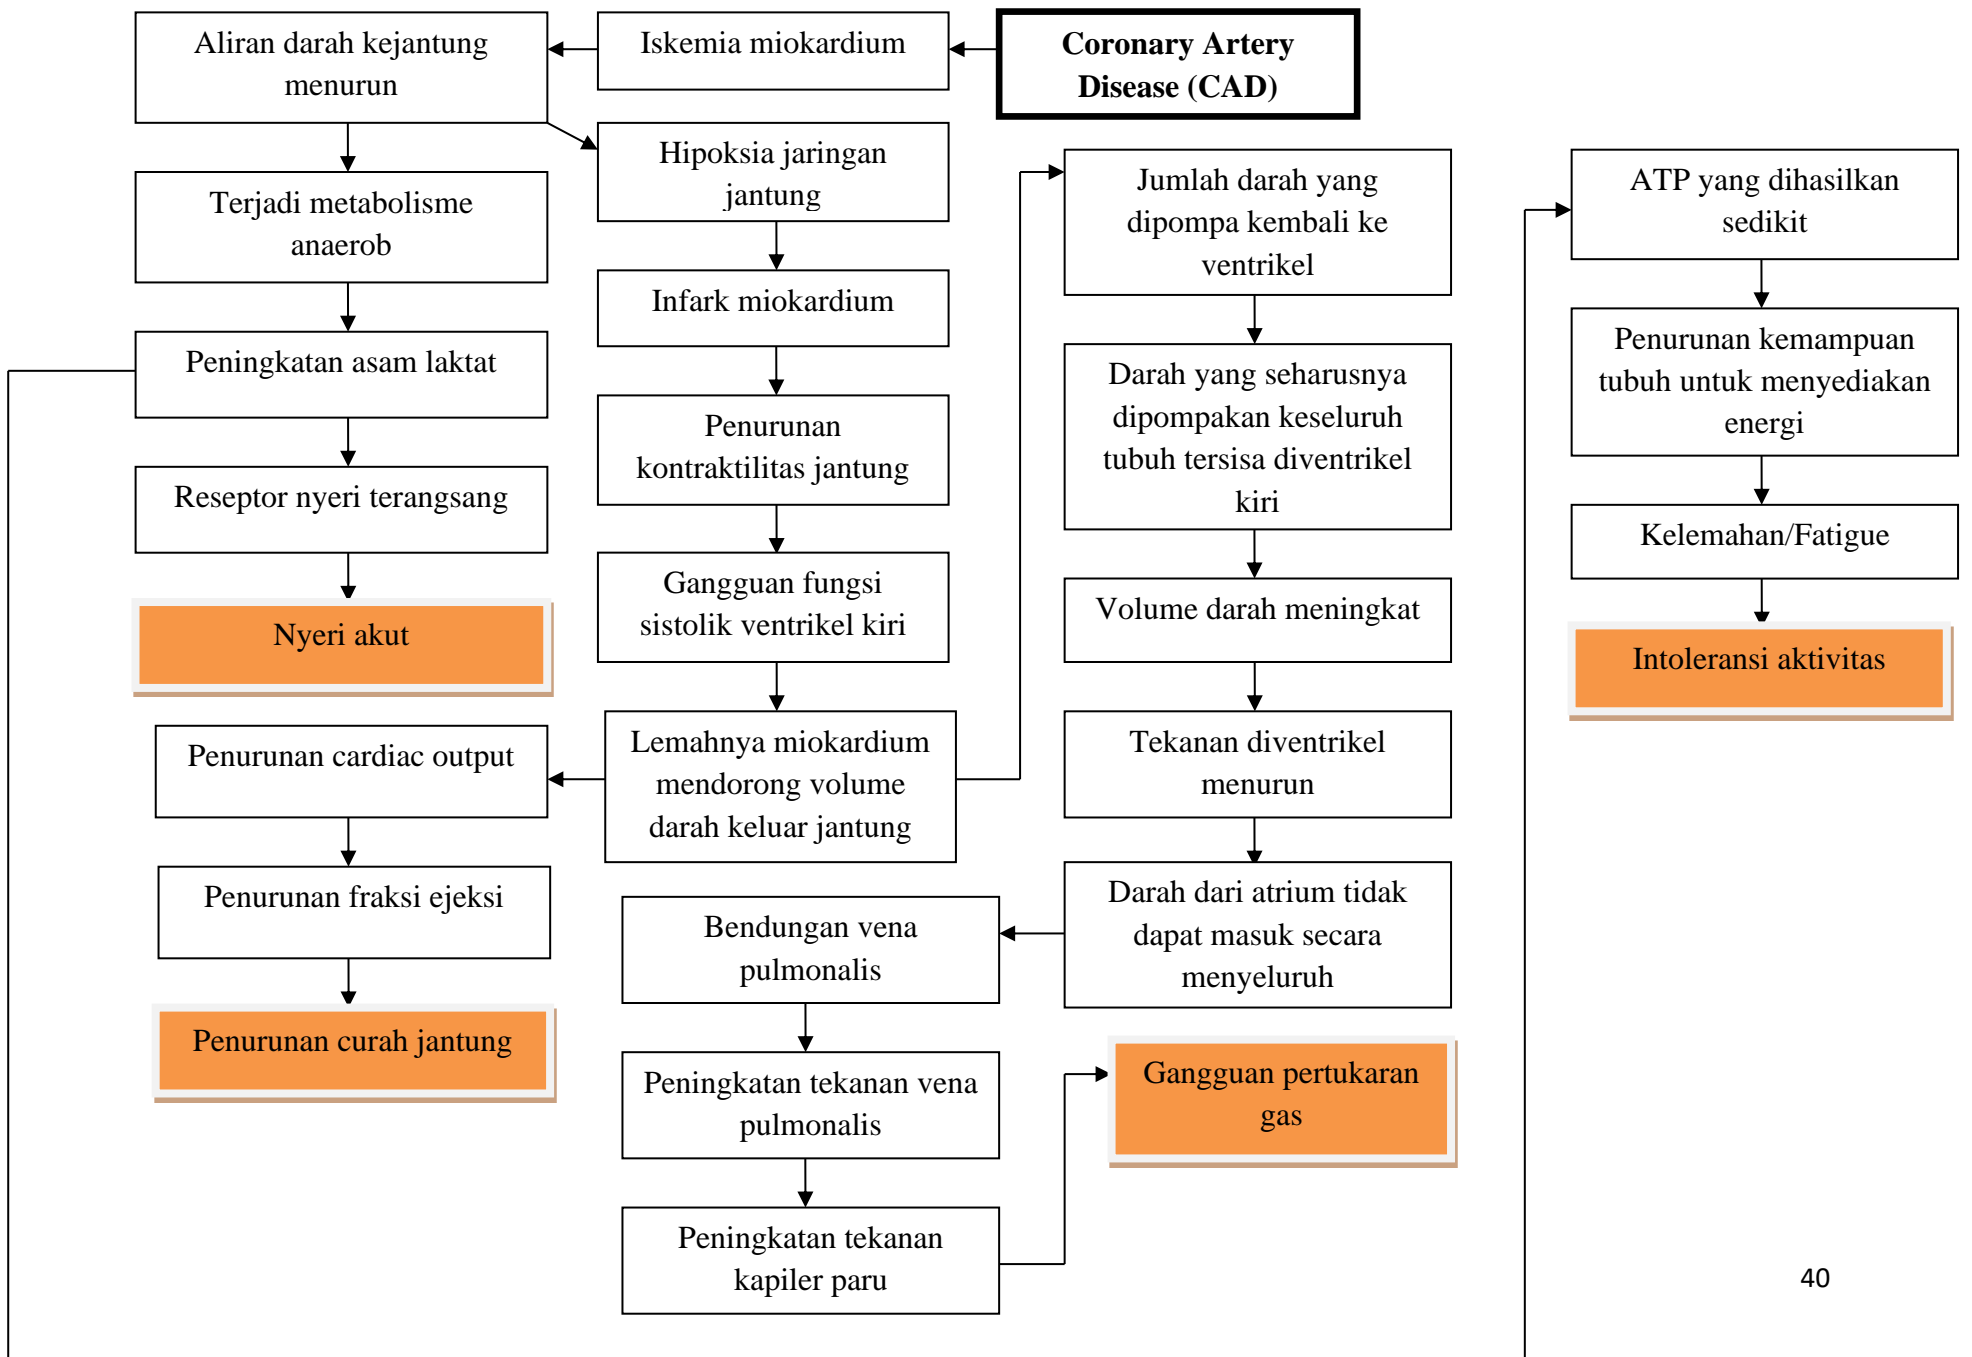 Aliran darah kejantung
menurun
Iskemia miokardium
Coronary Artery
Disease (CAD)
Terjadi metabolisme
anaerob
Peningkatan asam laktat
Reseptor nyeri terangsang
Nyeri akut
Hipoksia jaringan
jantung
Infark miokardium
Penurunan
kontraktilitas jantung
Gangguan fungsi
sistolik ventrikel kiri
Lemahnya miokardium
mendorong volume
darah keluar jantung
Penurunan cardiac output
Penurunan fraksi ejeksi
Penurunan curah jantung
Jumlah darah yang
dipompa kembali ke
ventrikel
Darah yang seharusnya
dipompakan keseluruh
tubuh tersisa diventrikel
kiri
Volume darah meningkat
Tekanan diventrikel
menurun
Darah dari atrium tidak
dapat masuk secara
menyeluruh
Bendungan vena
pulmonalis
Peningkatan tekanan vena
pulmonalis
Peningkatan tekanan
kapiler paru
Gangguan pertukaran
gas
ATP yang dihasilkan
sedikit
Penurunan kemampuan
tubuh untuk menyediakan
energi
Kelemahan/Fatigue
Intoleransi aktivitas
40